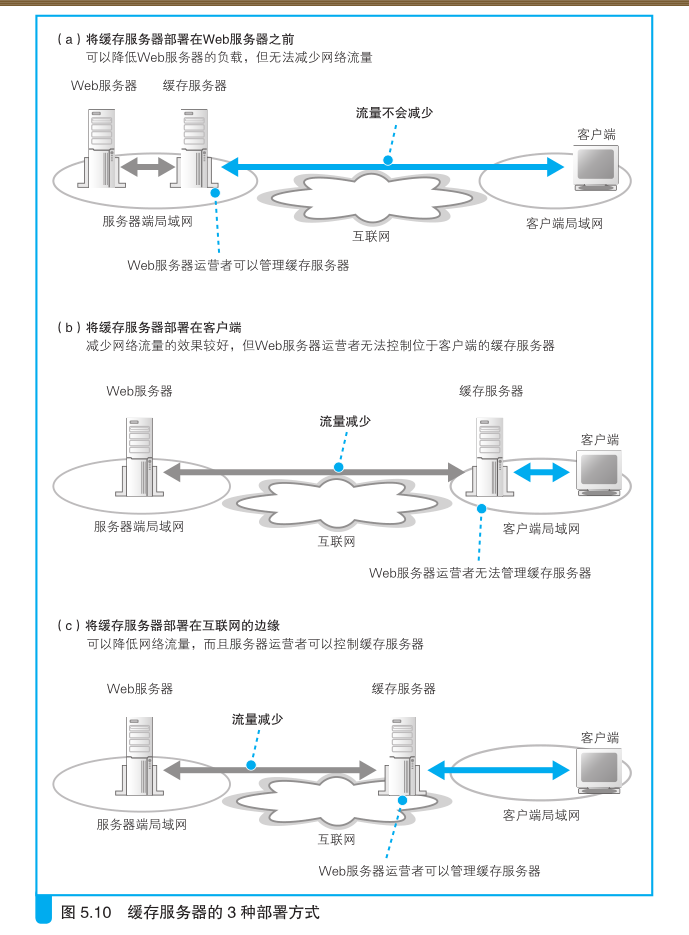 （a）将缓存服务器部署在Web服务器之前
可以降低Web服务器的负载，但无法减少网络流量
Web服务器 缓存服务器
流量不会减少
客户端
服务器端局域网
互联网
客户端局域网
Web服务器运营者可以管理缓存服务器
（b）将缓存服务器部署在客户端
减少网络流量的效果较好，但Web服务器运营者无法控制位于客户端的缓存服务器
Web服务器 缓存服务器
流量减少
客户端
服务器端局域网
互联网
客户端局域网
Web服务器运营者无法管理缓存服务器
（c）将缓存服务器部署在互联网的边缘
可以降低网络流量，而且服务器运营者可以控制缓存服务器
Web服务器 缓存服务器
流量减少
客户端
服务器端局域网
互联网
客户端局域网
Web服务器运营者可以管理缓存服务器
图 5.10 缓存服务器的 3 种部署方式